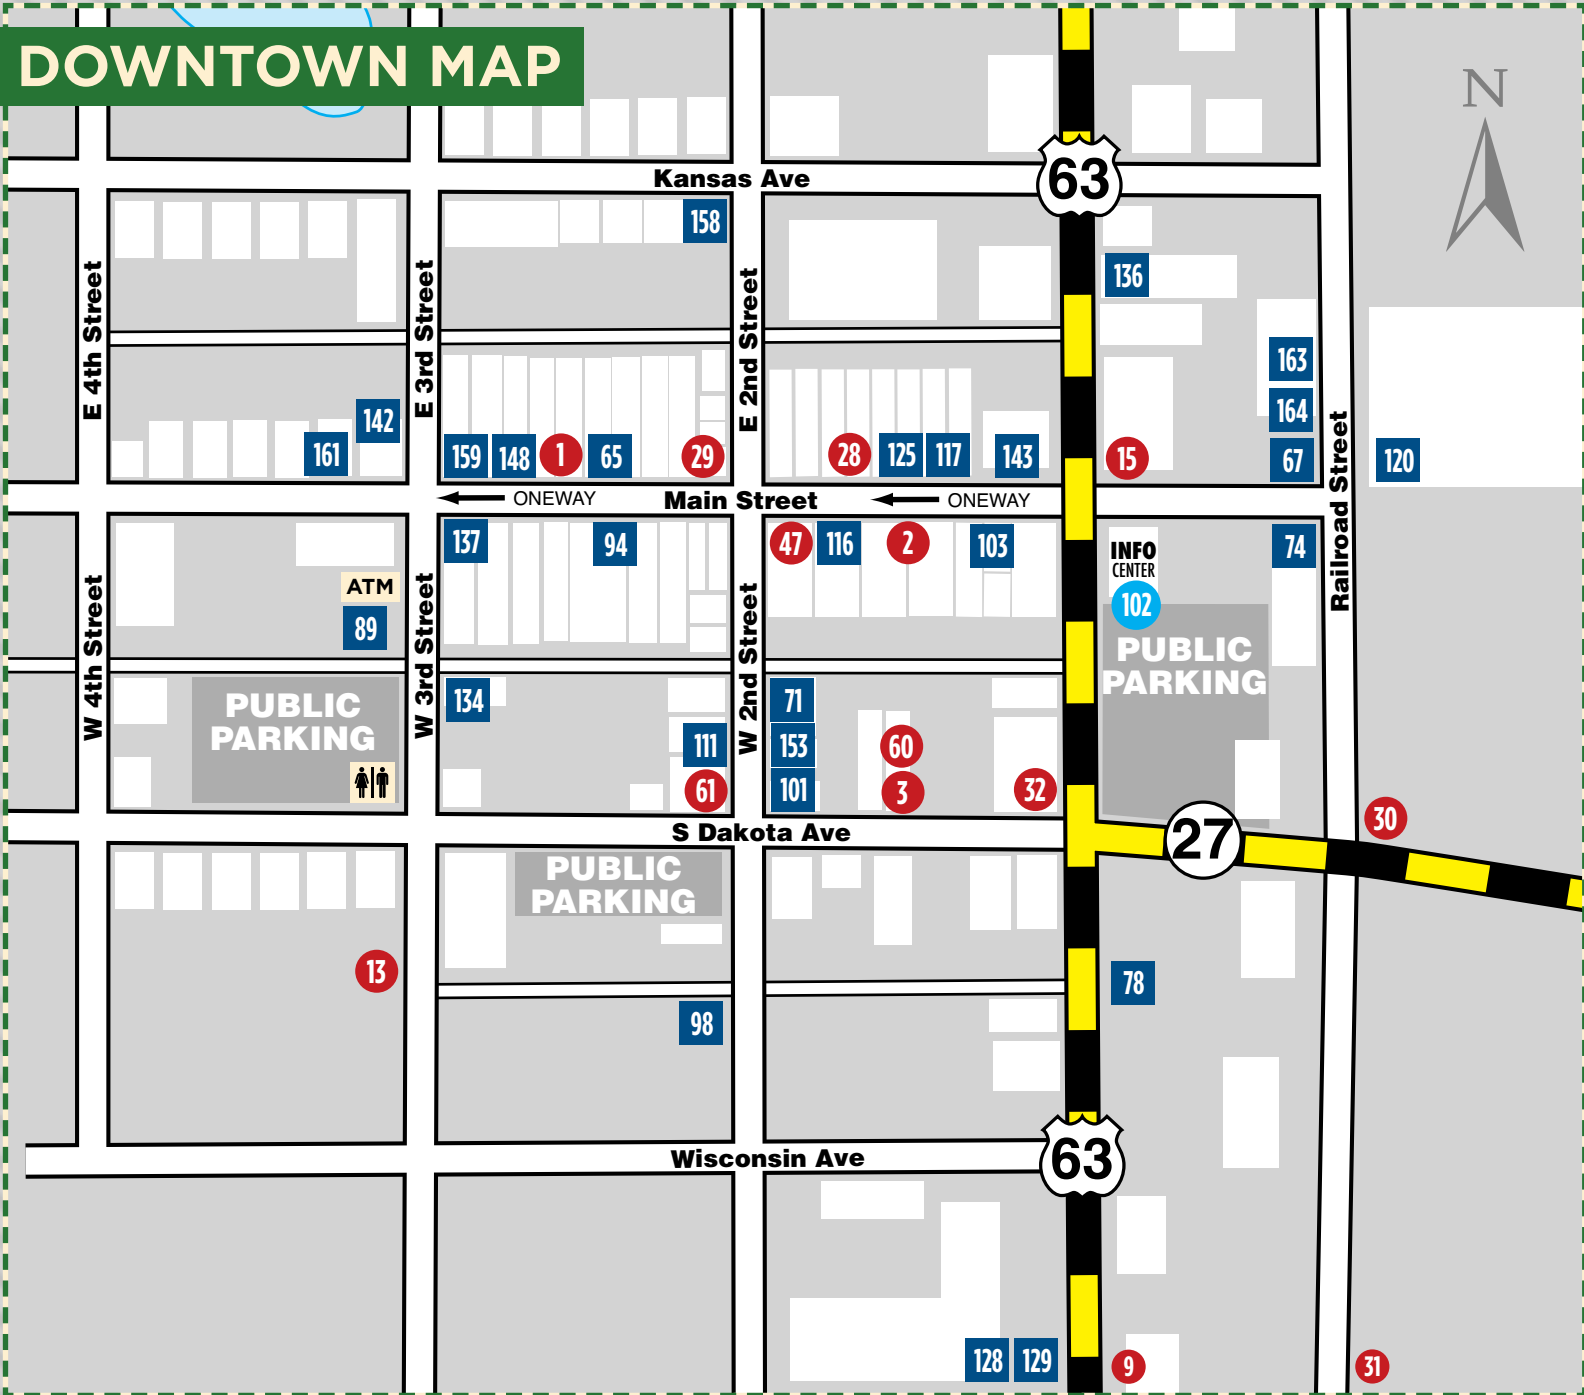 DOWNTOWN MAP
N
Kansas Ave
63
158
136
E 4th Street
E 3rd Street
E 2nd Street
163
164
142
161
159
148
1
65
29
28
125
117
143
15
67
120
ONEWAY
Main Street
ONEWAY
Railroad Street
137
94
47
116
2
103
INFO
CENTER
102
74
ATM
89
W 4th Street
W 3rd Street
W 2nd Street
PUBLIC
PARKING
PUBLIC
PARKING
134
71
111
153
60
61
101
3
32
30
S Dakota Ave
27
PUBLIC
PARKING
13
78
98
Wisconsin Ave
63
128
129
9
31